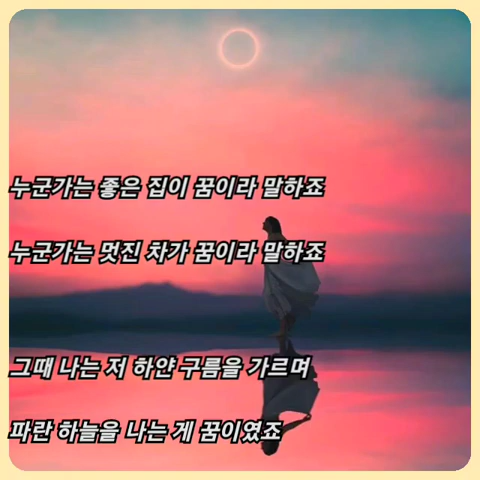 누군가는 좋은 집이 꿈이라 말하죠
누군가는 멋진 차가 꿈이라 말하죠
그때 나는 저 하얀 구름을 가르며
파란 하늘을 나는 게 꿈이였죠